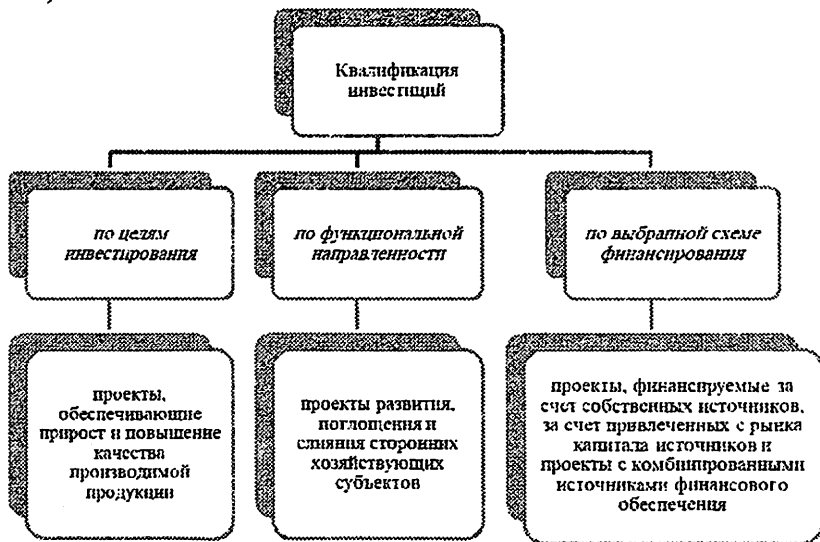 Квалификация
инвестиций
по целям
инвестирования
по функциональной
направленности
по выбранной схеме
финансирования
проекты,
обеспечивающие
прирост и повышение
качества
производимой
продукции
проекты развития,
поглощения и
слияния сторонних
хозяйствующих
субъектов
проекты, финансируемые за
счет собственных источников,
за счет привлеченных с рынка
капитала источников и
проекты с комбинированными
источниками финансового
обеспечения